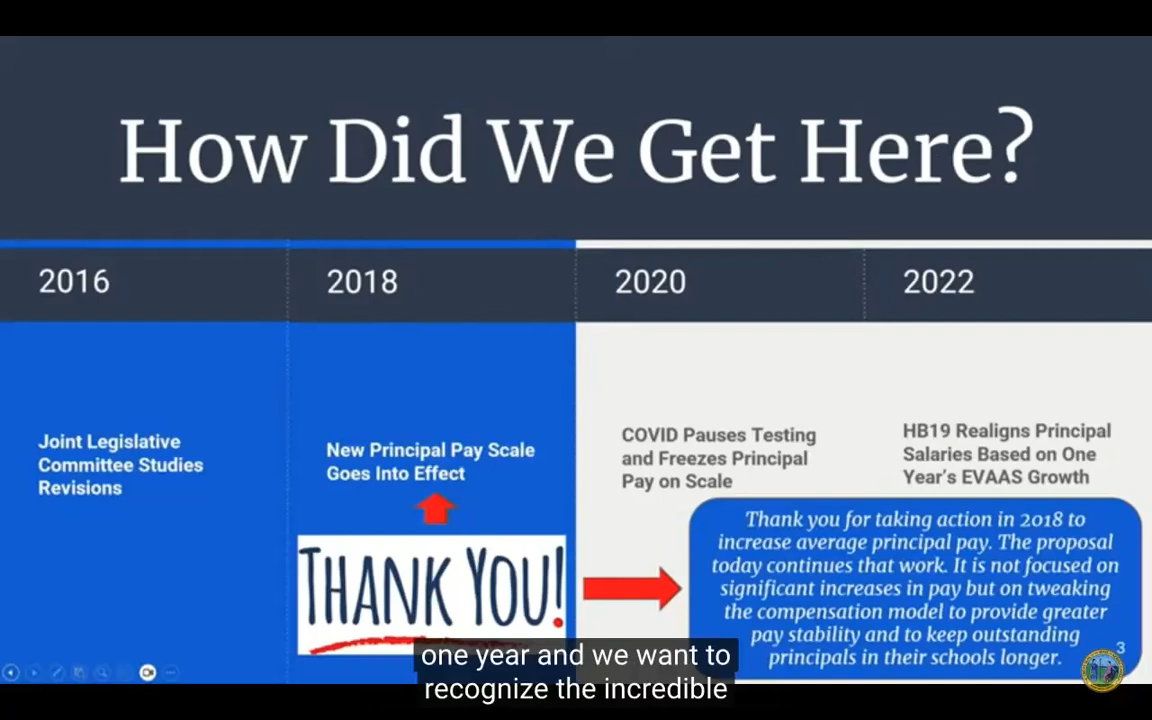 How Did We Get Here?
2016
2018
2020
2022
Joint Legislative
Committee Studies
Revisions
New Principal Pay Scale
Goes Into Effect
COVID Pauses Testing
and Freezes Principal
Pay on Scale
HB19 Realigns Principal
Salaries Based on One
Year's EVAAS Growth
THANK YOU!
Thank you for taking action in 2018 to
increase average principal pay. The proposal
today continues that work. It is not focused on
significant increases in pay but on tweaking
the compensation model to provide greater
pay stability and to keep outstanding
principals in their schools longer.
3
one year and we want to
recognize the incredible